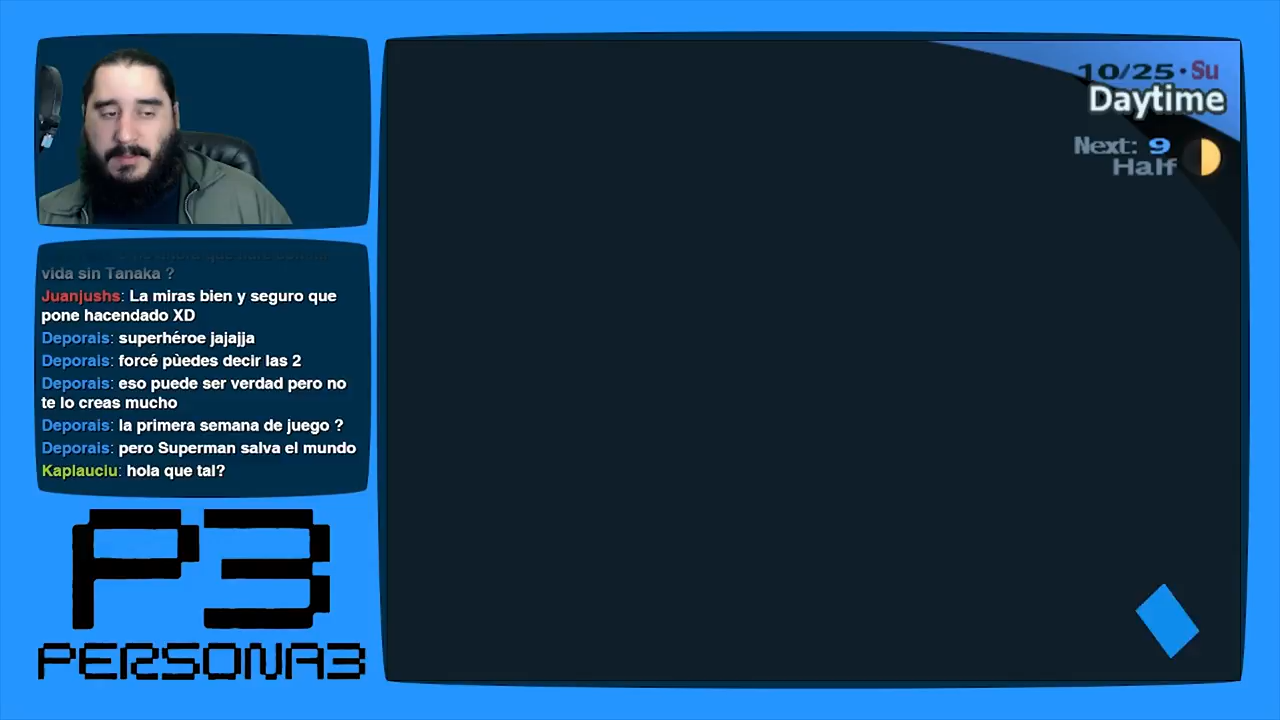 vida sin Tanaka ?
Juanjushs: La miras bien y seguro que
pone hacendado XD
Deporais: superhéroe jajajja
Deporais: forcé pùedes decir las 2
Deporais: eso puede ser verdad pero no
te lo creas mucho
Deporais: la primera semana de juego ?
Deporais: pero Superman salva el mundo
Kaplauciu: hola que tal?
P3
PERSONA3
10/25·Su
Daytime
Next: 9
Half